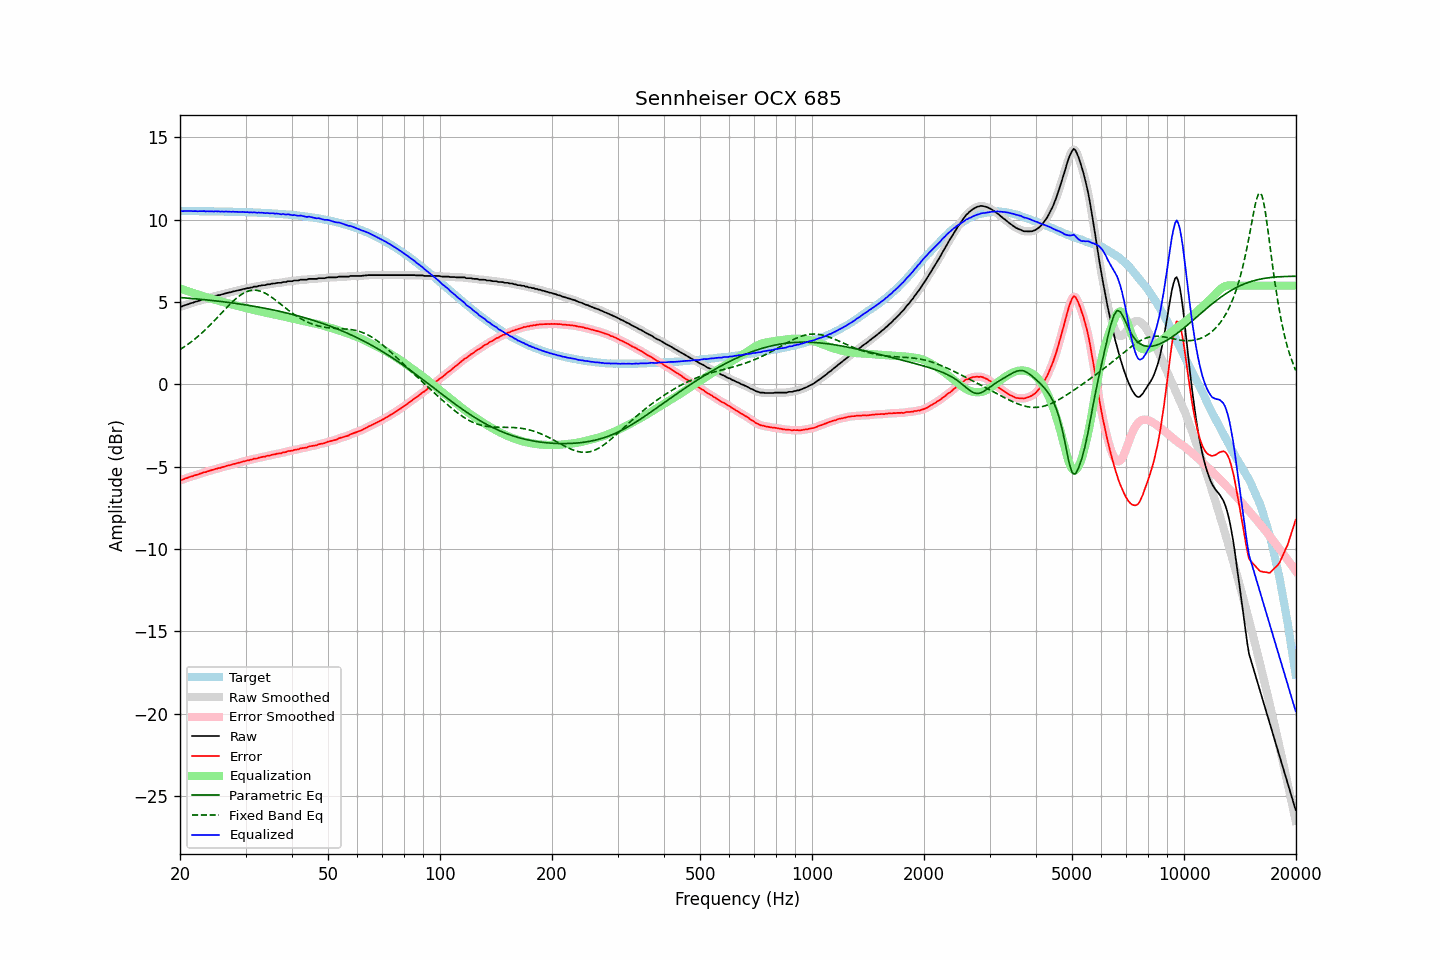 Sennheiser OCX 685
Amplitude (dBr)
15
10
5
0
−5
−10
−15
−20
−25
Target
Raw Smoothed
Error Smoothed
Raw
Error
Equalization
Parametric Eq
Fixed Band Eq
Equalized
20 50 100 200 500 1000 2000 5000 10000 20000
Frequency (Hz)